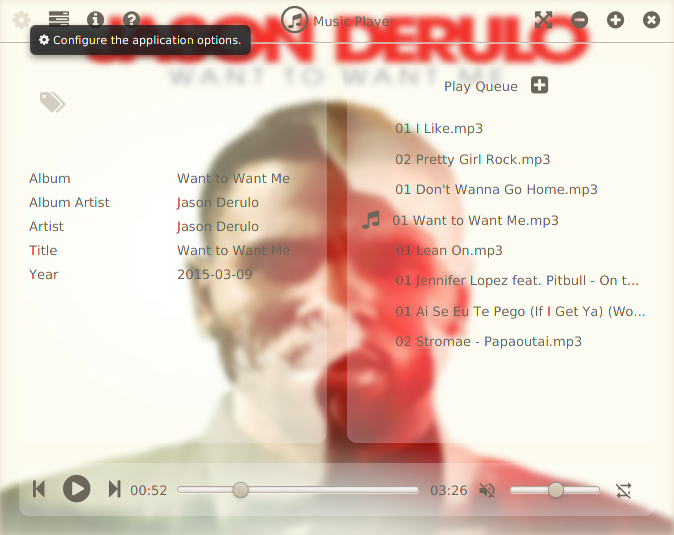 Music Player
Configure the application options.
JASON DERULO
WANT TO WANT ME
Play Queue
01 I Like.mp3
02 Pretty Girl Rock.mp3
01 Don't Wanna Go Home.mp3
01 Want to Want Me.mp3
01 Lean On.mp3
01 Jennifer Lopez feat. Pitbull - On t...
01 Ai Se Eu Te Pego (If I Get Ya) (Wo...
02 Stromae - Papaoutai.mp3
Album Want to Want Me
Album Artist Jason Derulo
Artist Jason Derulo
Title Want to Want Me
Year 2015-03-09
00:52 03:26